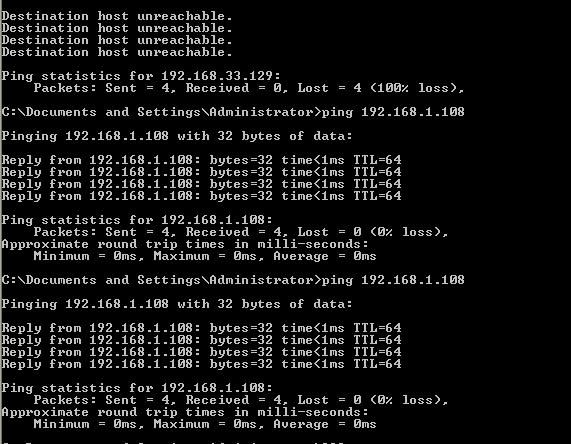 Destination host unreachable.
Destination host unreachable.
Destination host unreachable.
Destination host unreachable.
Ping statistics for 192.168.33.129:
Packets: Sent = 4, Received = 0, Lost = 4 (100% loss),
C:\Documents and Settings\Administrator>ping 192.168.1.108
Pinging 192.168.1.108 with 32 bytes of data:
Reply from 192.168.1.108: bytes=32 time<1ms TTL=64
Reply from 192.168.1.108: bytes=32 time<1ms TTL=64
Reply from 192.168.1.108: bytes=32 time<1ms TTL=64
Reply from 192.168.1.108: bytes=32 time<1ms TTL=64
Ping statistics for 192.168.1.108:
Packets: Sent = 4, Received = 4, Lost = 0 (0% loss),
Approximate round trip times in milli-seconds:
Minimum = 0ms, Maximum = 0ms, Average = 0ms
C:\Documents and Settings\Administrator>ping 192.168.1.108
Pinging 192.168.1.108 with 32 bytes of data:
Reply from 192.168.1.108: bytes=32 time<1ms TTL=64
Reply from 192.168.1.108: bytes=32 time<1ms TTL=64
Reply from 192.168.1.108: bytes=32 time<1ms TTL=64
Reply from 192.168.1.108: bytes=32 time<1ms TTL=64
Ping statistics for 192.168.1.108:
Packets: Sent = 4, Received = 4, Lost = 0 (0% loss),
Approximate round trip times in milli-seconds:
Minimum = 0ms, Maximum = 0ms, Average = 0ms